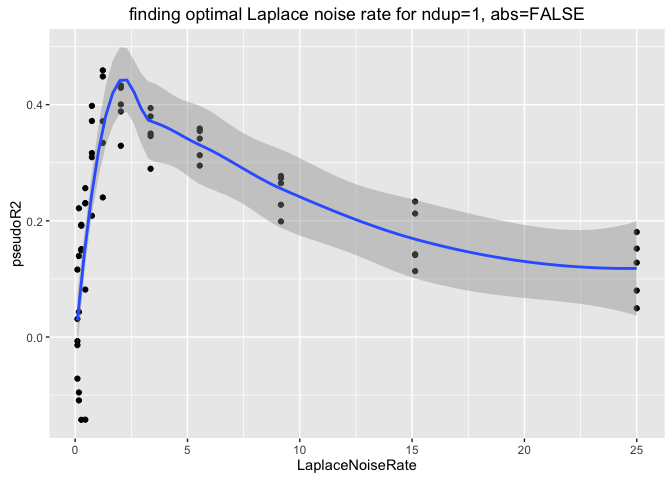 finding optimal Laplace noise rate for ndup=1, abs=FALSE
pseudoR2
0.4
0.2
0.0
0 5 10 15 20 25
LaplaceNoiseRate